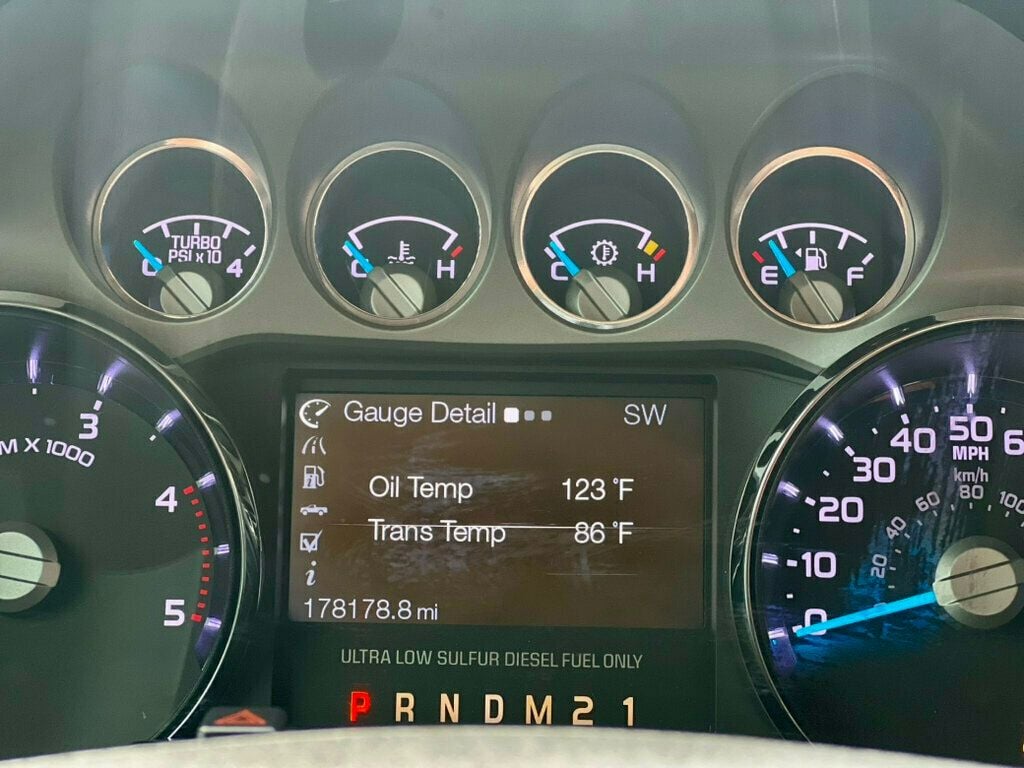 TURBO
PSI x 10
0 4
C H
C H
E F
Gauge Detail SW
Oil Temp 123 °F
Trans Temp 86 °F
178178.8 mi
ULTRA LOW SULFUR DIESEL FUEL ONLY
P R N D M 2 1
3
M X 1000
4
5
0
10
20
30
40
50
6
MPH
km/h
20
40
60
80
100